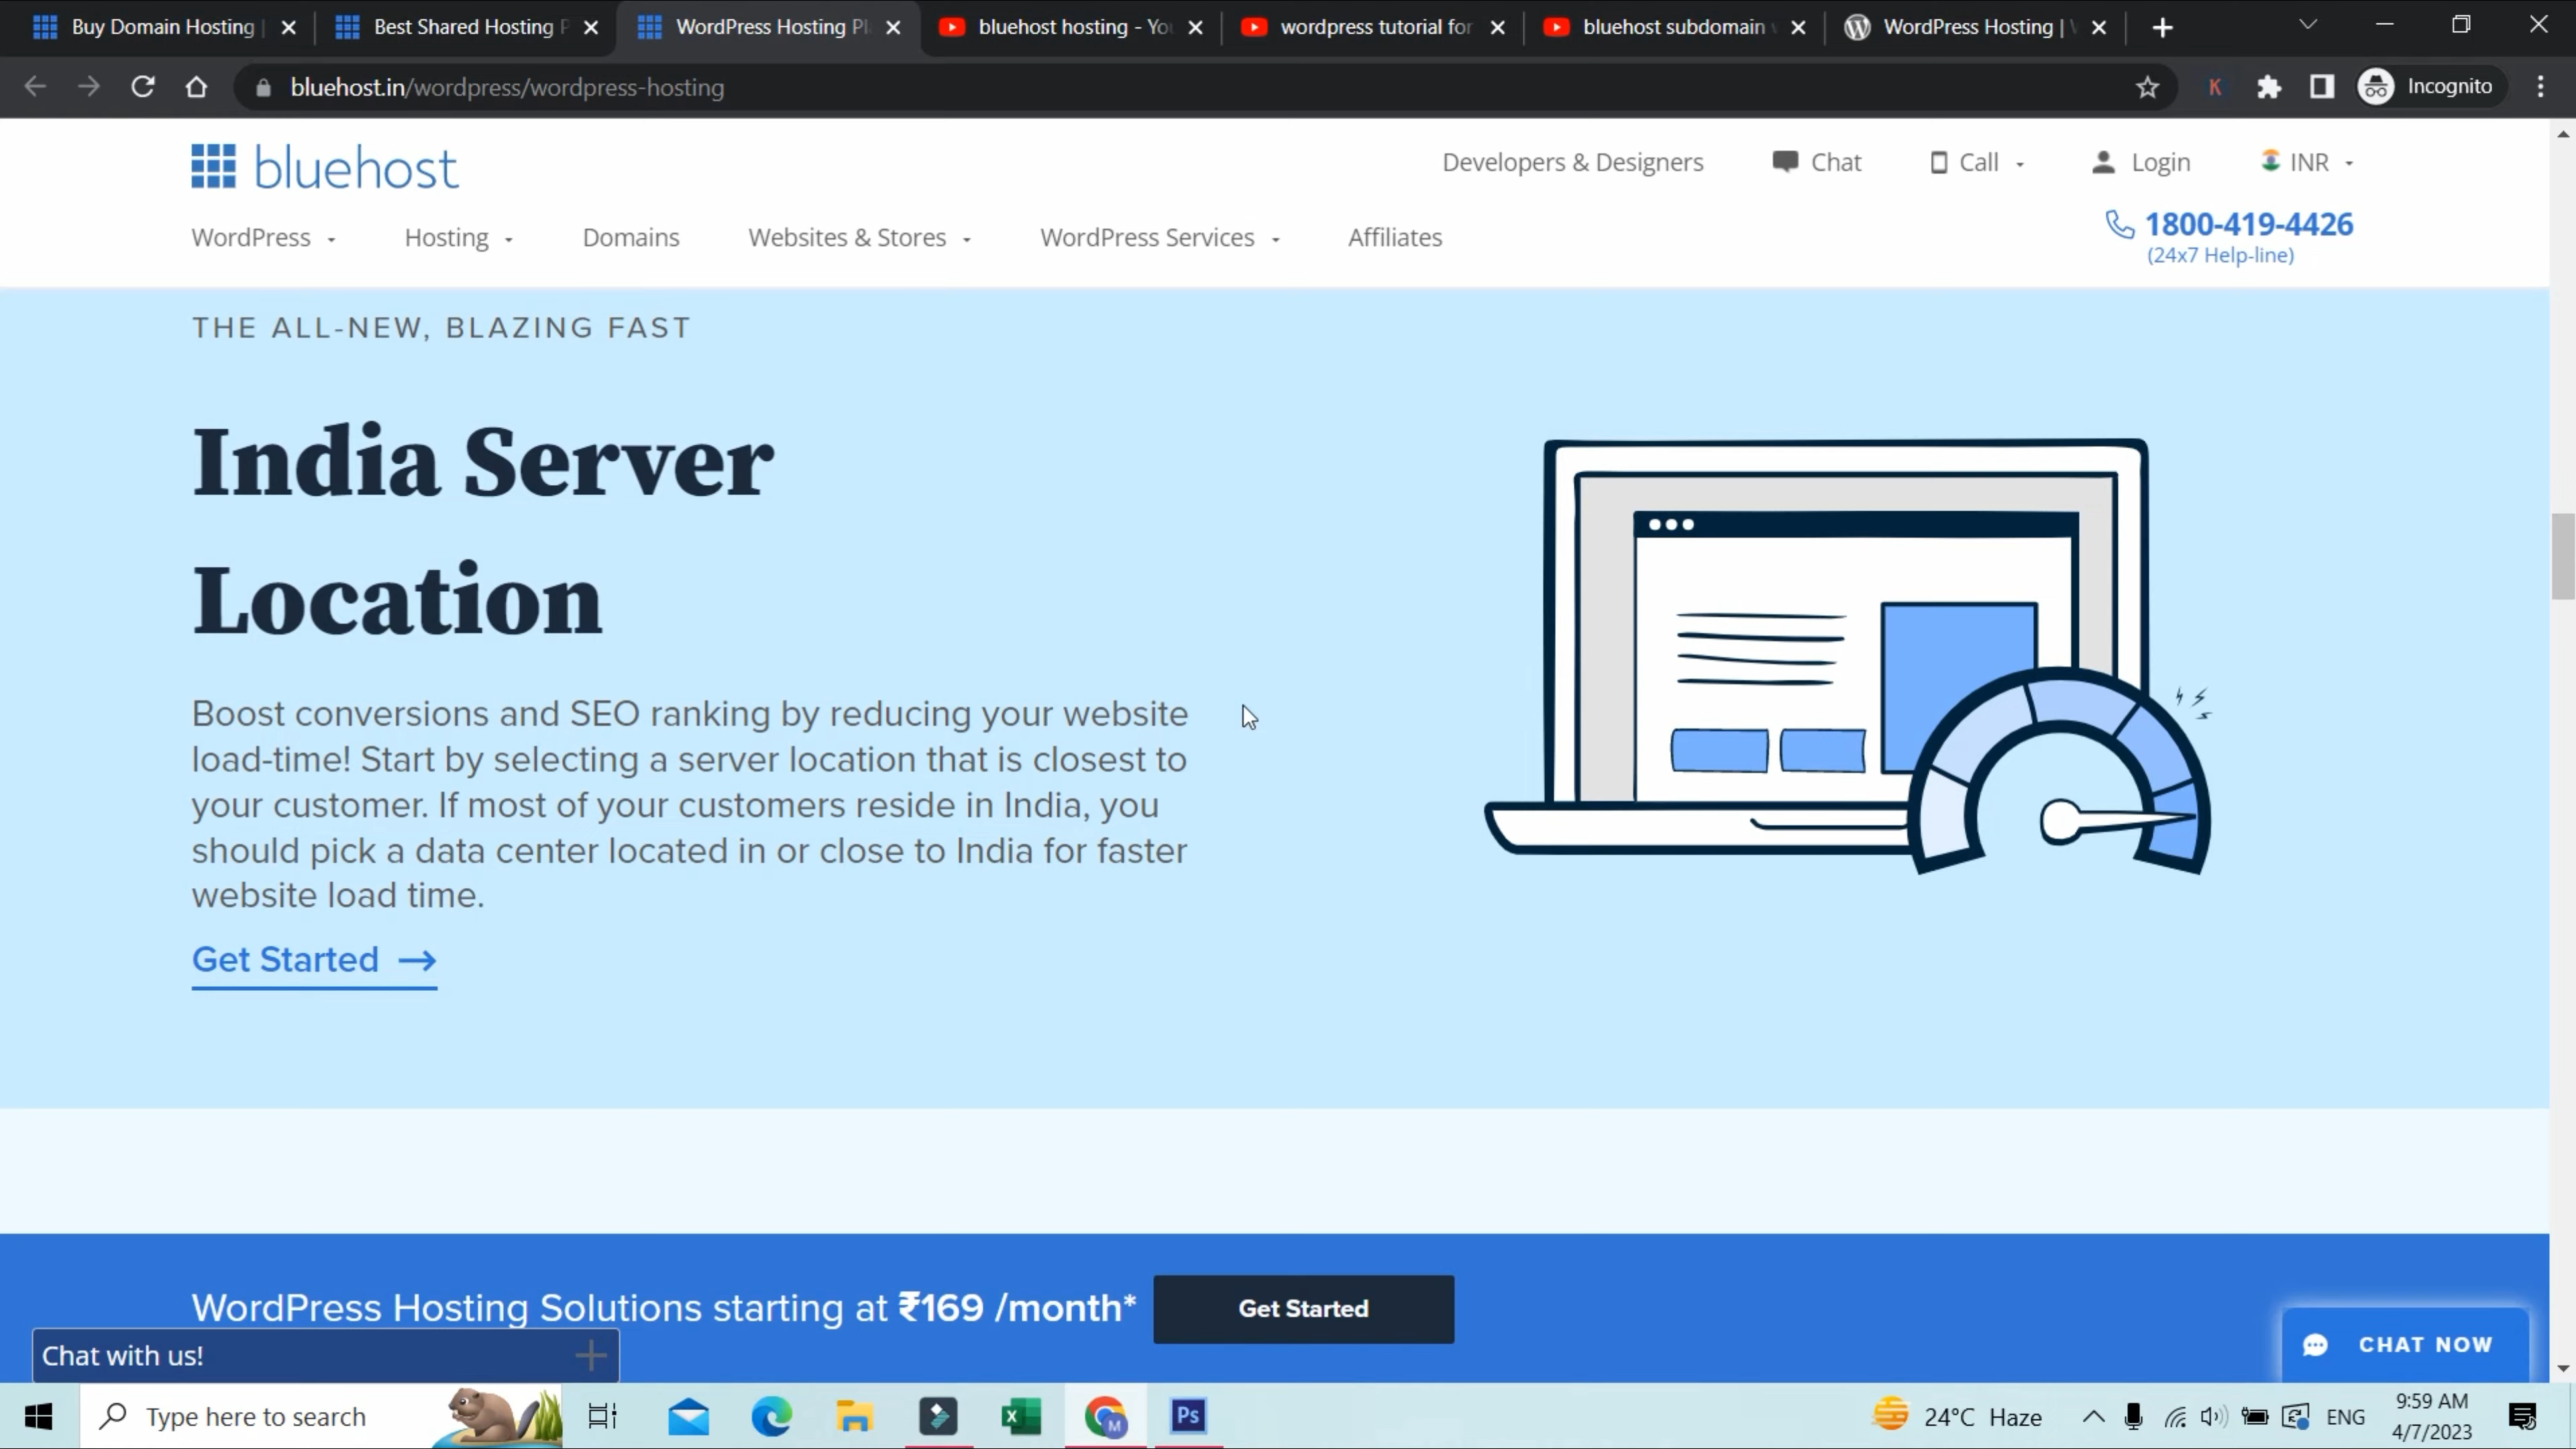 Buy Domain Hosting |
Best Shared Hosting P
WordPress Hosting Pl
bluehost hosting - You
wordpress tutorial for
bluehost subdomain
WordPress Hosting |
bluehost.in/wordpress/wordpress-hosting
K
Incognito
bluehost
Developers & Designers
Chat
Call
Login
INR
WordPress
Hosting
Domains
Websites & Stores
WordPress Services
Affiliates
1800-419-4426
(24x7 Help-line)
THE ALL-NEW, BLAZING FAST
India Server
Location
Boost conversions and SEO ranking by reducing your website
load-time! Start by selecting a server location that is closest to
your customer. If most of your customers reside in India, you
should pick a data center located in or close to India for faster
website load time.
Get Started →
WordPress Hosting Solutions starting at ₹169 /month*
Get Started
Chat with us!
CHAT NOW
Type here to search
M
Ps
24°C Haze
ENG
9:59 AM
4/7/2023